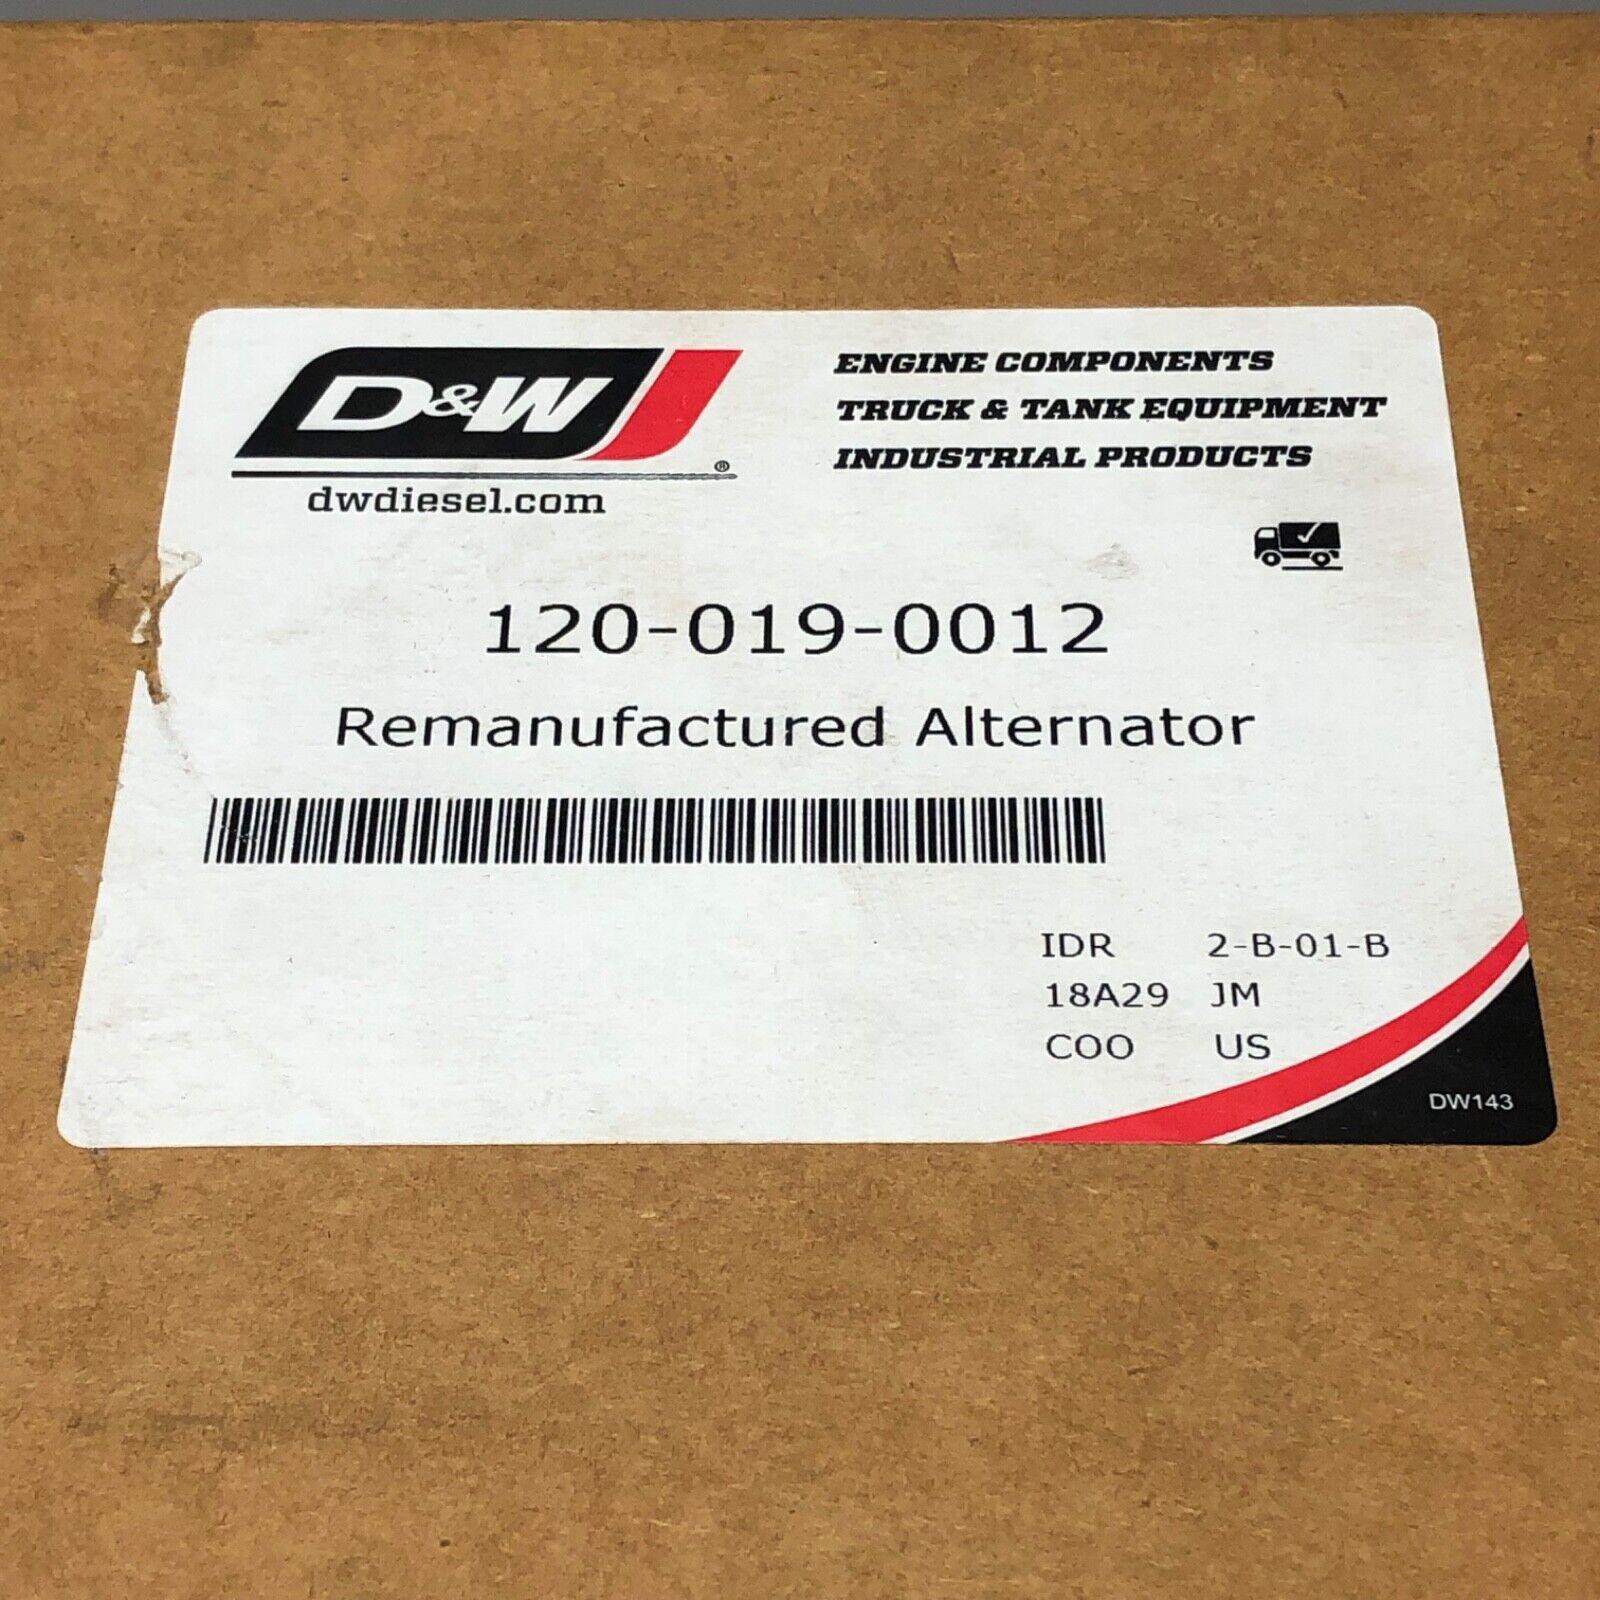 D&W
®
dwdiesel.com
ENGINE COMPONENTS
TRUCK & TANK EQUIPMENT
INDUSTRIAL PRODUCTS
120-019-0012
Remanufactured Alternator
IDR 2-B-01-B
18A29 JM
COO US
DW143